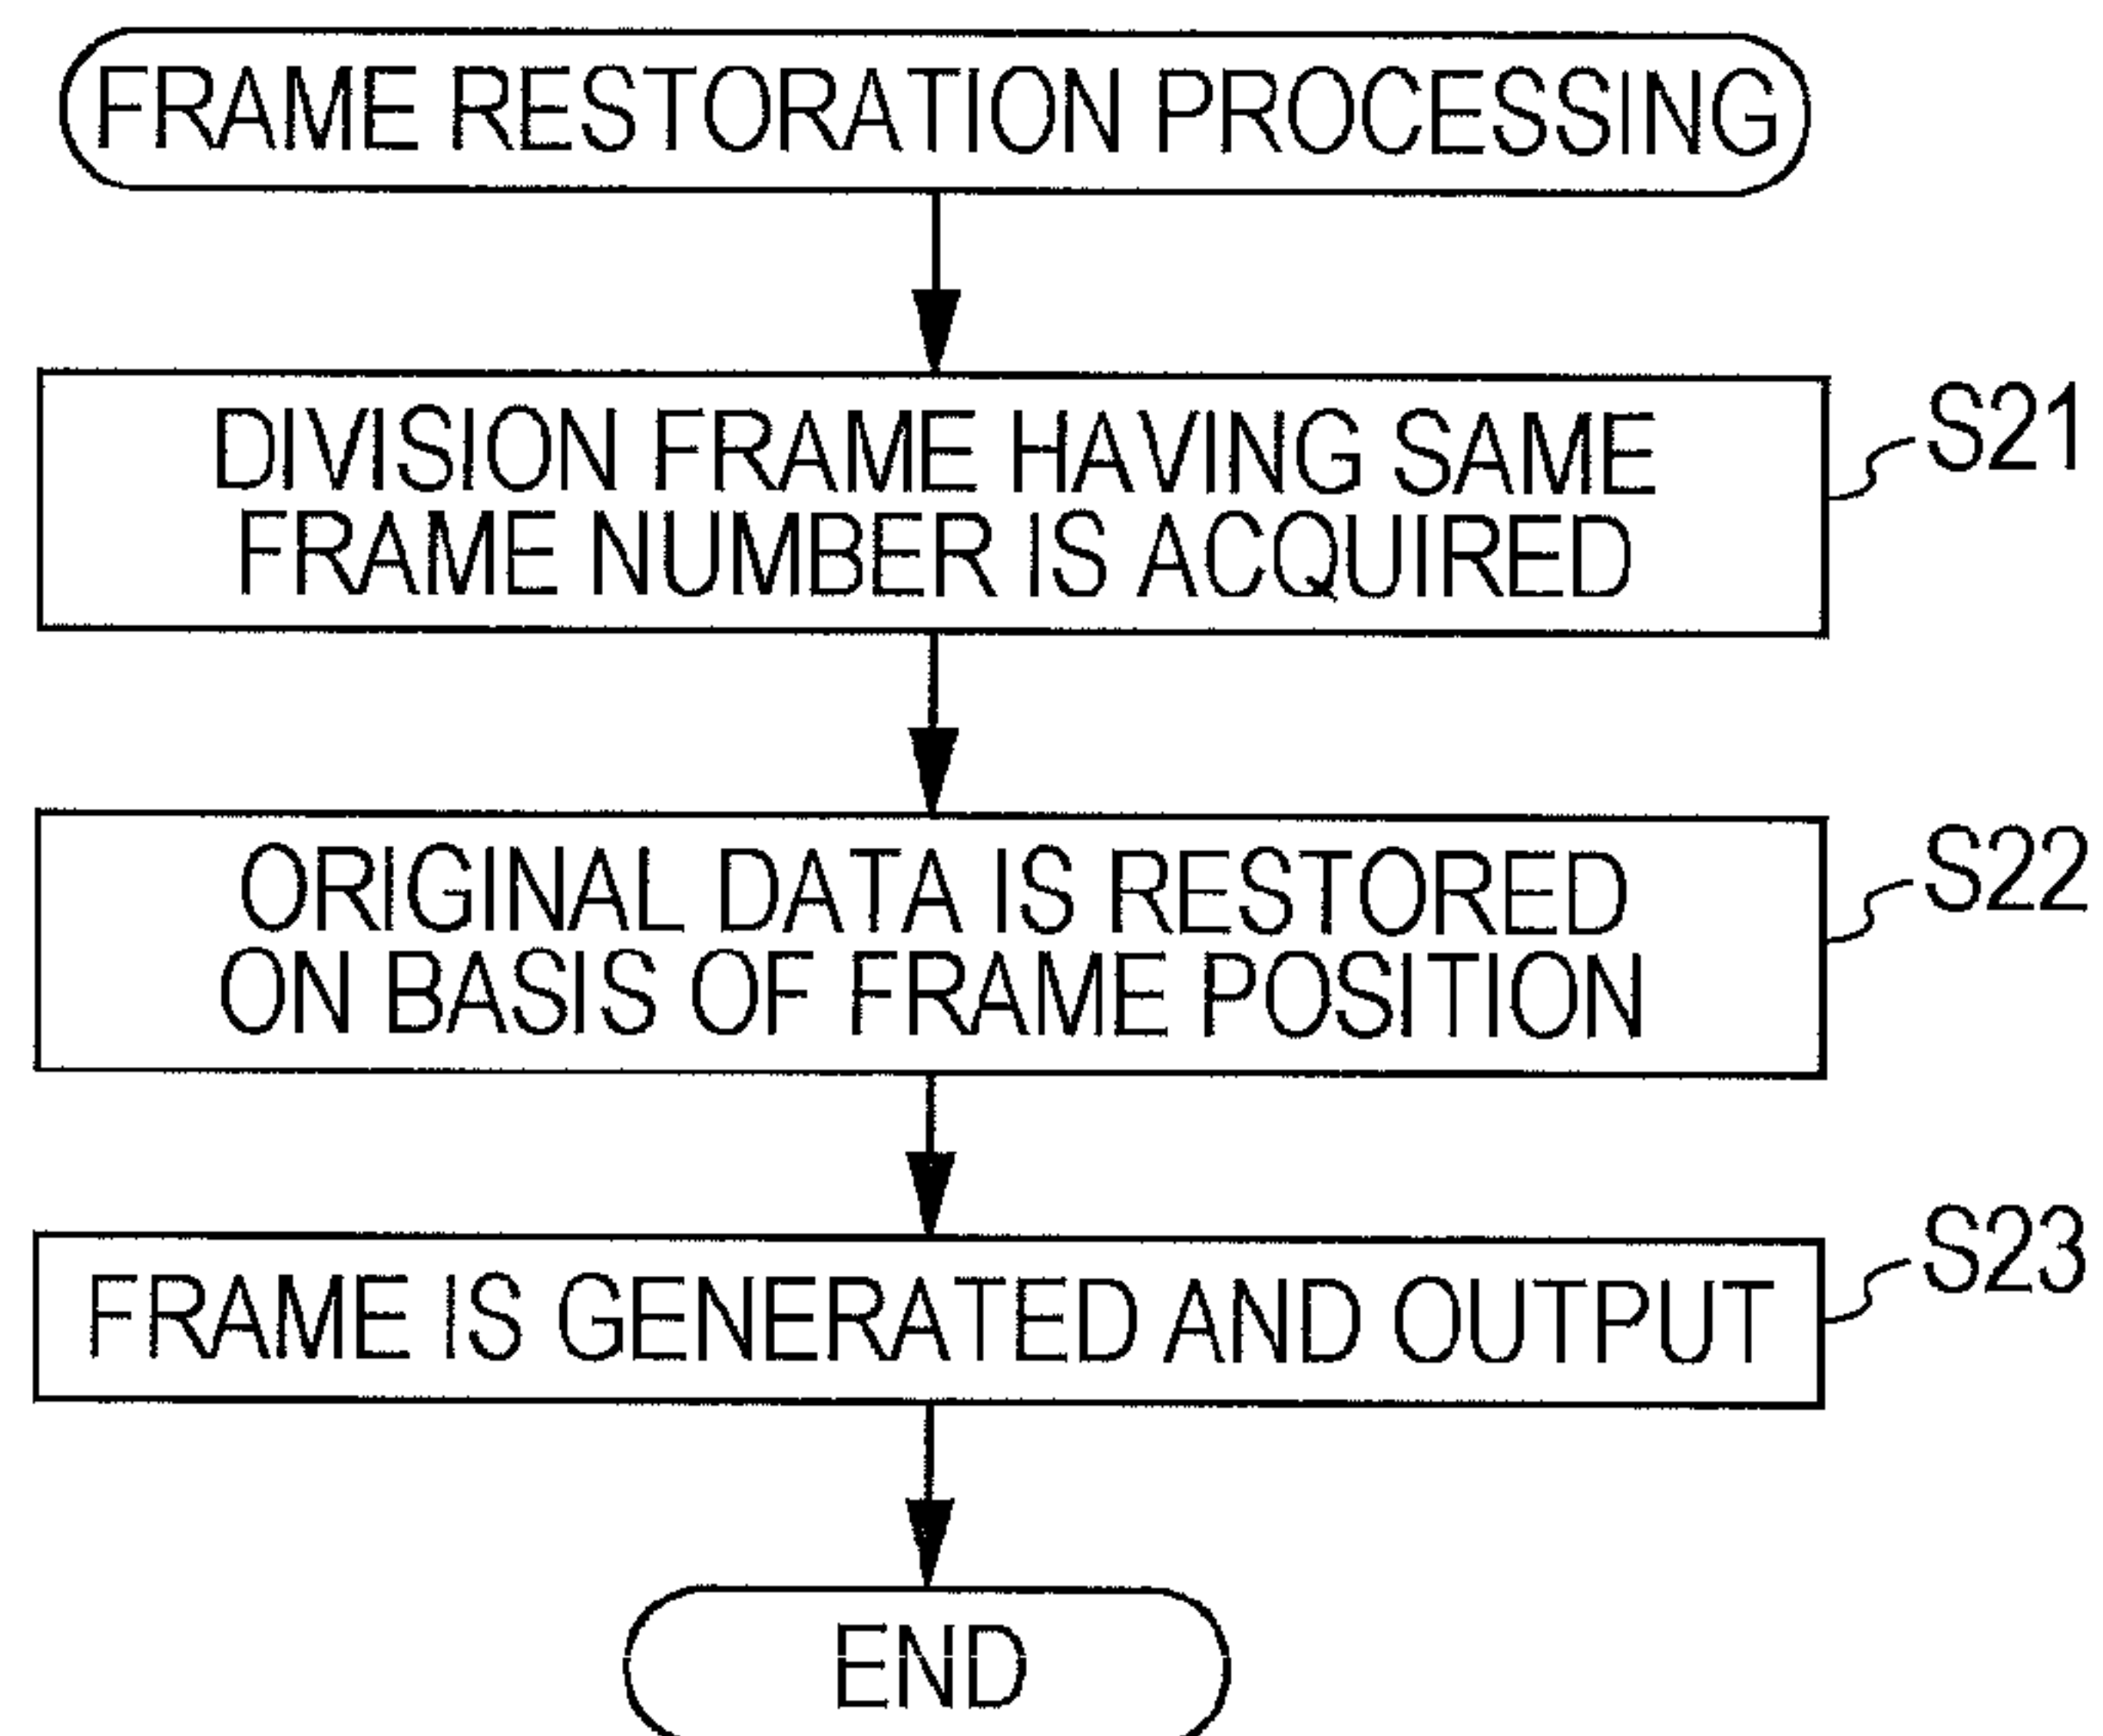 FRAME RESTORATION PROCESSING
DIVISION FRAME HAVING SAME
FRAME NUMBER IS ACQUIRED
S21
ORIGINAL DATA IS RESTORED
ON BASIS OF FRAME POSITION
S22
FRAME IS GENERATED AND OUTPUT
S23
END